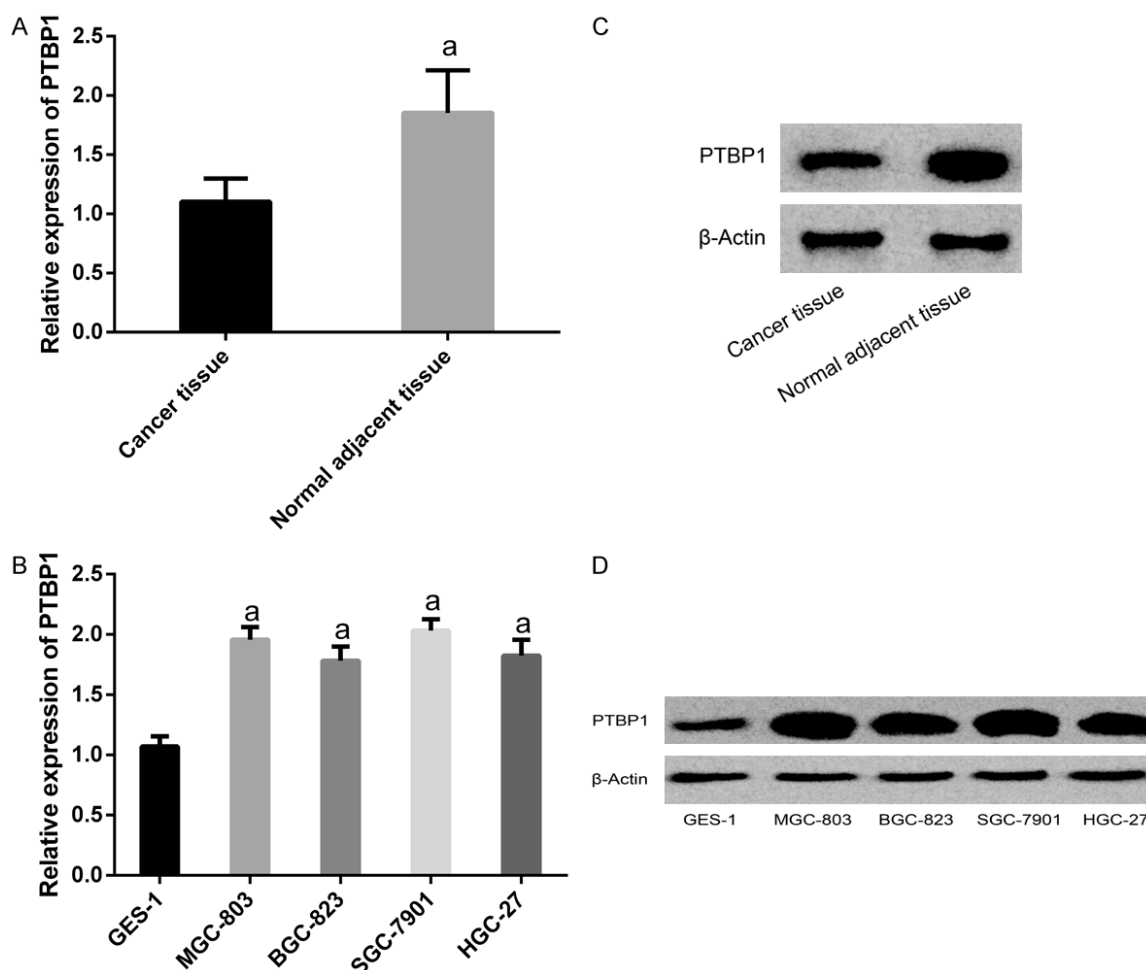 A
Relative expression of PTBP1
2.5
2.0
1.5
1.0
0.5
0.0
a
Cancer tissue
Normal adjacent tissue
C
PTBP1
β-Actin
Cancer tissue
Normal adjacent tissue
B
Relative expression of PTBP1
2.5
2.0
1.5
1.0
0.5
0.0
a
a
a
a
GES-1
MGC-803
BGC-823
SGC-7901
HGC-27
D
PTBP1
β-Actin
GES-1 MGC-803 BGC-823 SGC-7901 HGC-27